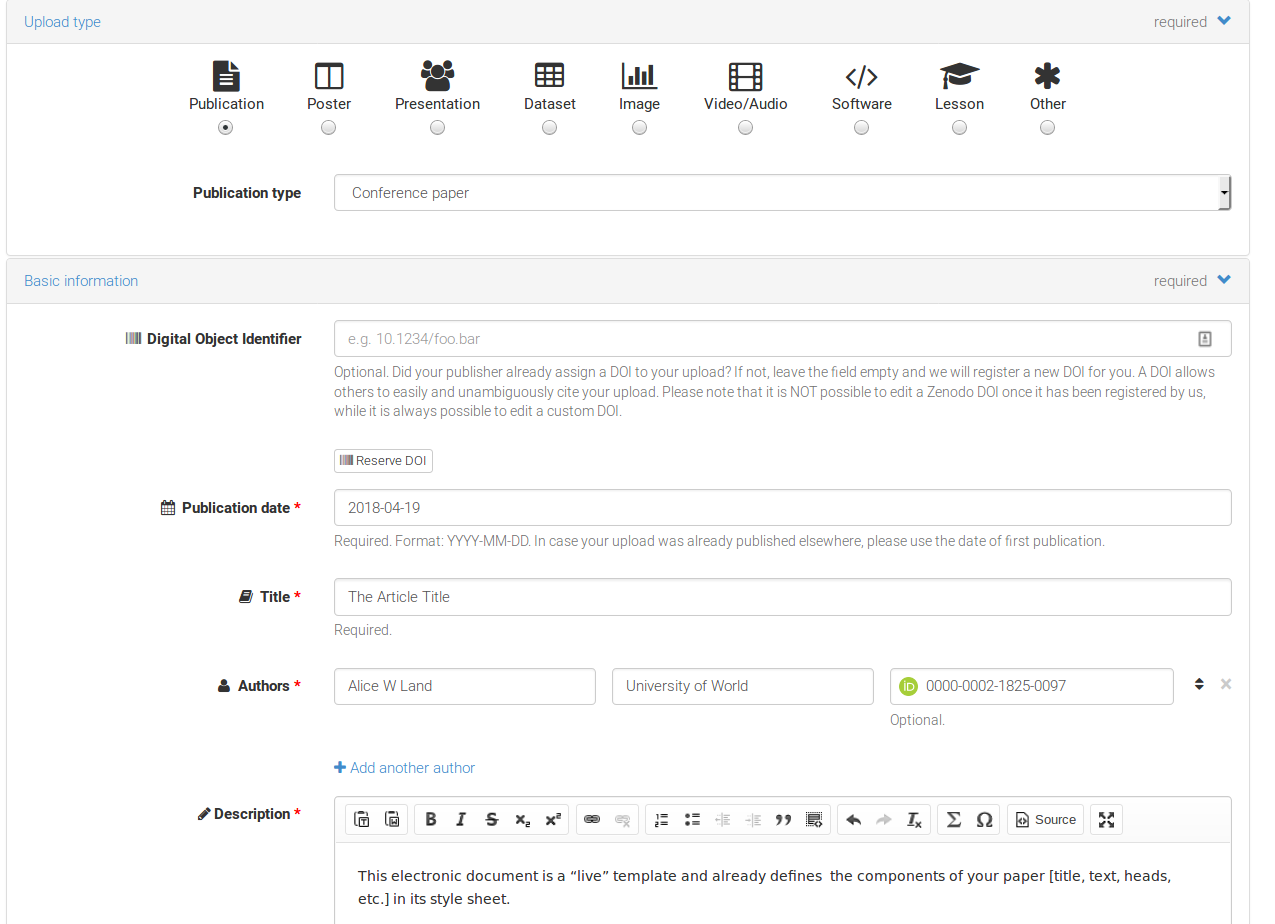 Upload type required
Publication Poster Presentation Dataset Image Video/Audio Software Lesson Other
Publication type Conference paper
Basic information required
Digital Object Identifier e.g. 10.1234/foo.bar
Optional. Did your publisher already assign a DOI to your upload? If not, leave the field empty and we will register a new DOI for you. A DOI allows
others to easily and unambiguously cite your upload. Please note that it is NOT possible to edit a Zenodo DOI once it has been registered by us,
while it is always possible to edit a custom DOI.
Reserve DOI
Publication date * 2018-04-19
Required. Format: YYYY-MM-DD. In case your upload was already published elsewhere, please use the date of first publication.
Title * The Article Title
Required.
Authors * Alice W Land University of World iD 0000-0002-1825-0097
Optional.
Add another author
Description * B I S x₂ x² Σ Ω Source
This electronic document is a “live” template and already defines the components of your paper [title, text, heads,
etc.] in its style sheet.